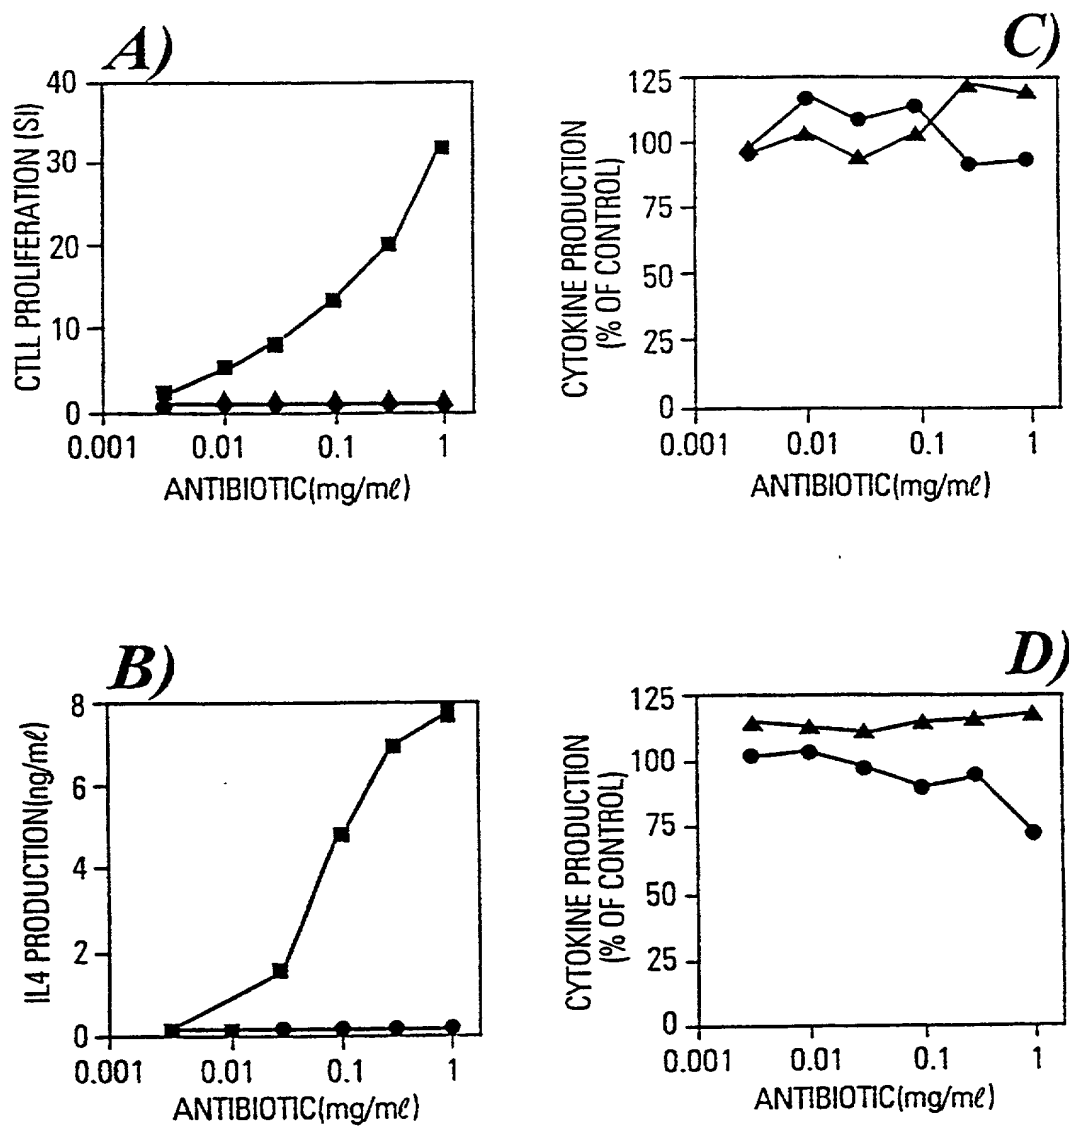 A)
CTLL PROLIFERATION (SI)
40
30
20
10
0
0.001 0.01 0.1 1
ANTIBIOTIC(mg/mℓ)
C)
CYTOKINE PRODUCTION
(% OF CONTROL)
125
100
75
50
25
0
0.001 0.01 0.1 1
ANTIBIOTIC(mg/mℓ)
B)
IL4 PRODUCTION(ng/mℓ)
8
6
4
2
0
0.001 0.01 0.1 1
ANTIBIOTIC(mg/mℓ)
D)
CYTOKINE PRODUCTION
(% OF CONTROL)
125
100
75
50
25
0
0.001 0.01 0.1 1
ANTIBIOTIC(mg/mℓ)